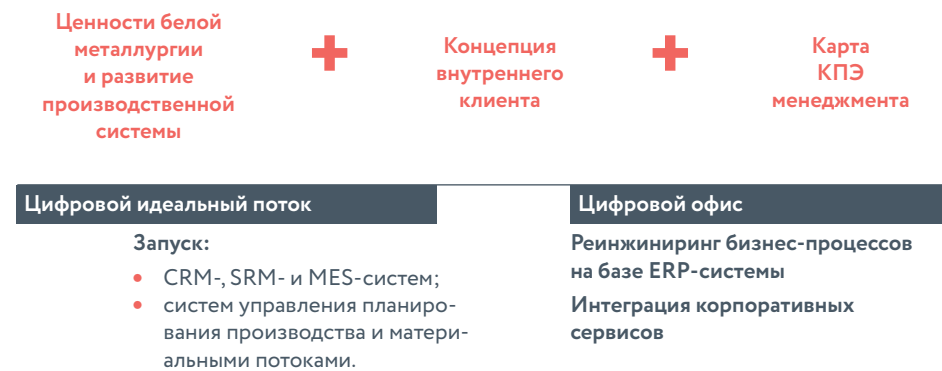 Ценности белой
металлургии
и развитие
производственной
системы
+
Концепция
внутреннего
клиента
+
Карта
КПЭ
менеджмента
Цифровой идеальный поток
Запуск:
• CRM-, SRM- и MES-систем;
• систем управления планиро-
вания производства и матери-
альными потоками.
Цифровой офис
Реинжиниринг бизнес-процессов
на базе ERP-системы
Интеграция корпоративных
сервисов